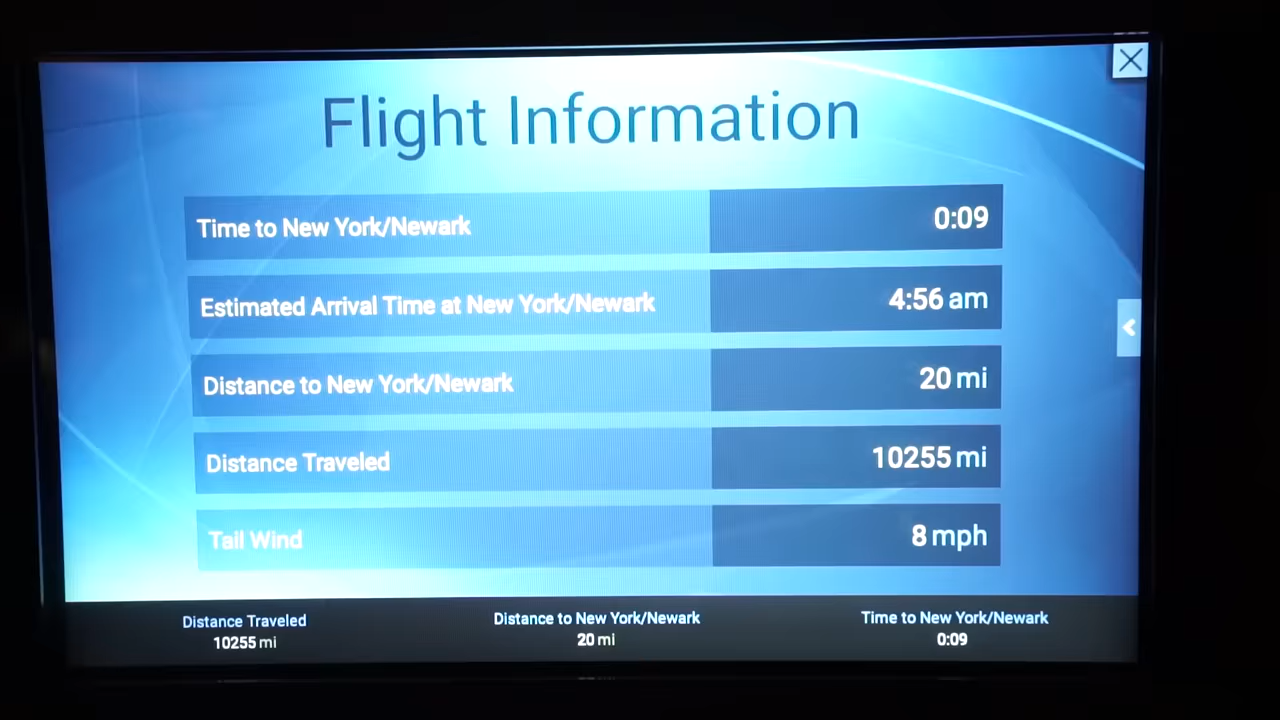 Flight Information
Time to New York/Newark 0:09
Estimated Arrival Time at New York/Newark 4:56 am
Distance to New York/Newark 20 mi
Distance Traveled 10255 mi
Tail Wind 8 mph
Distance Traveled Distance to New York/Newark Time to New York/Newark
10255 mi 20 mi 0:09